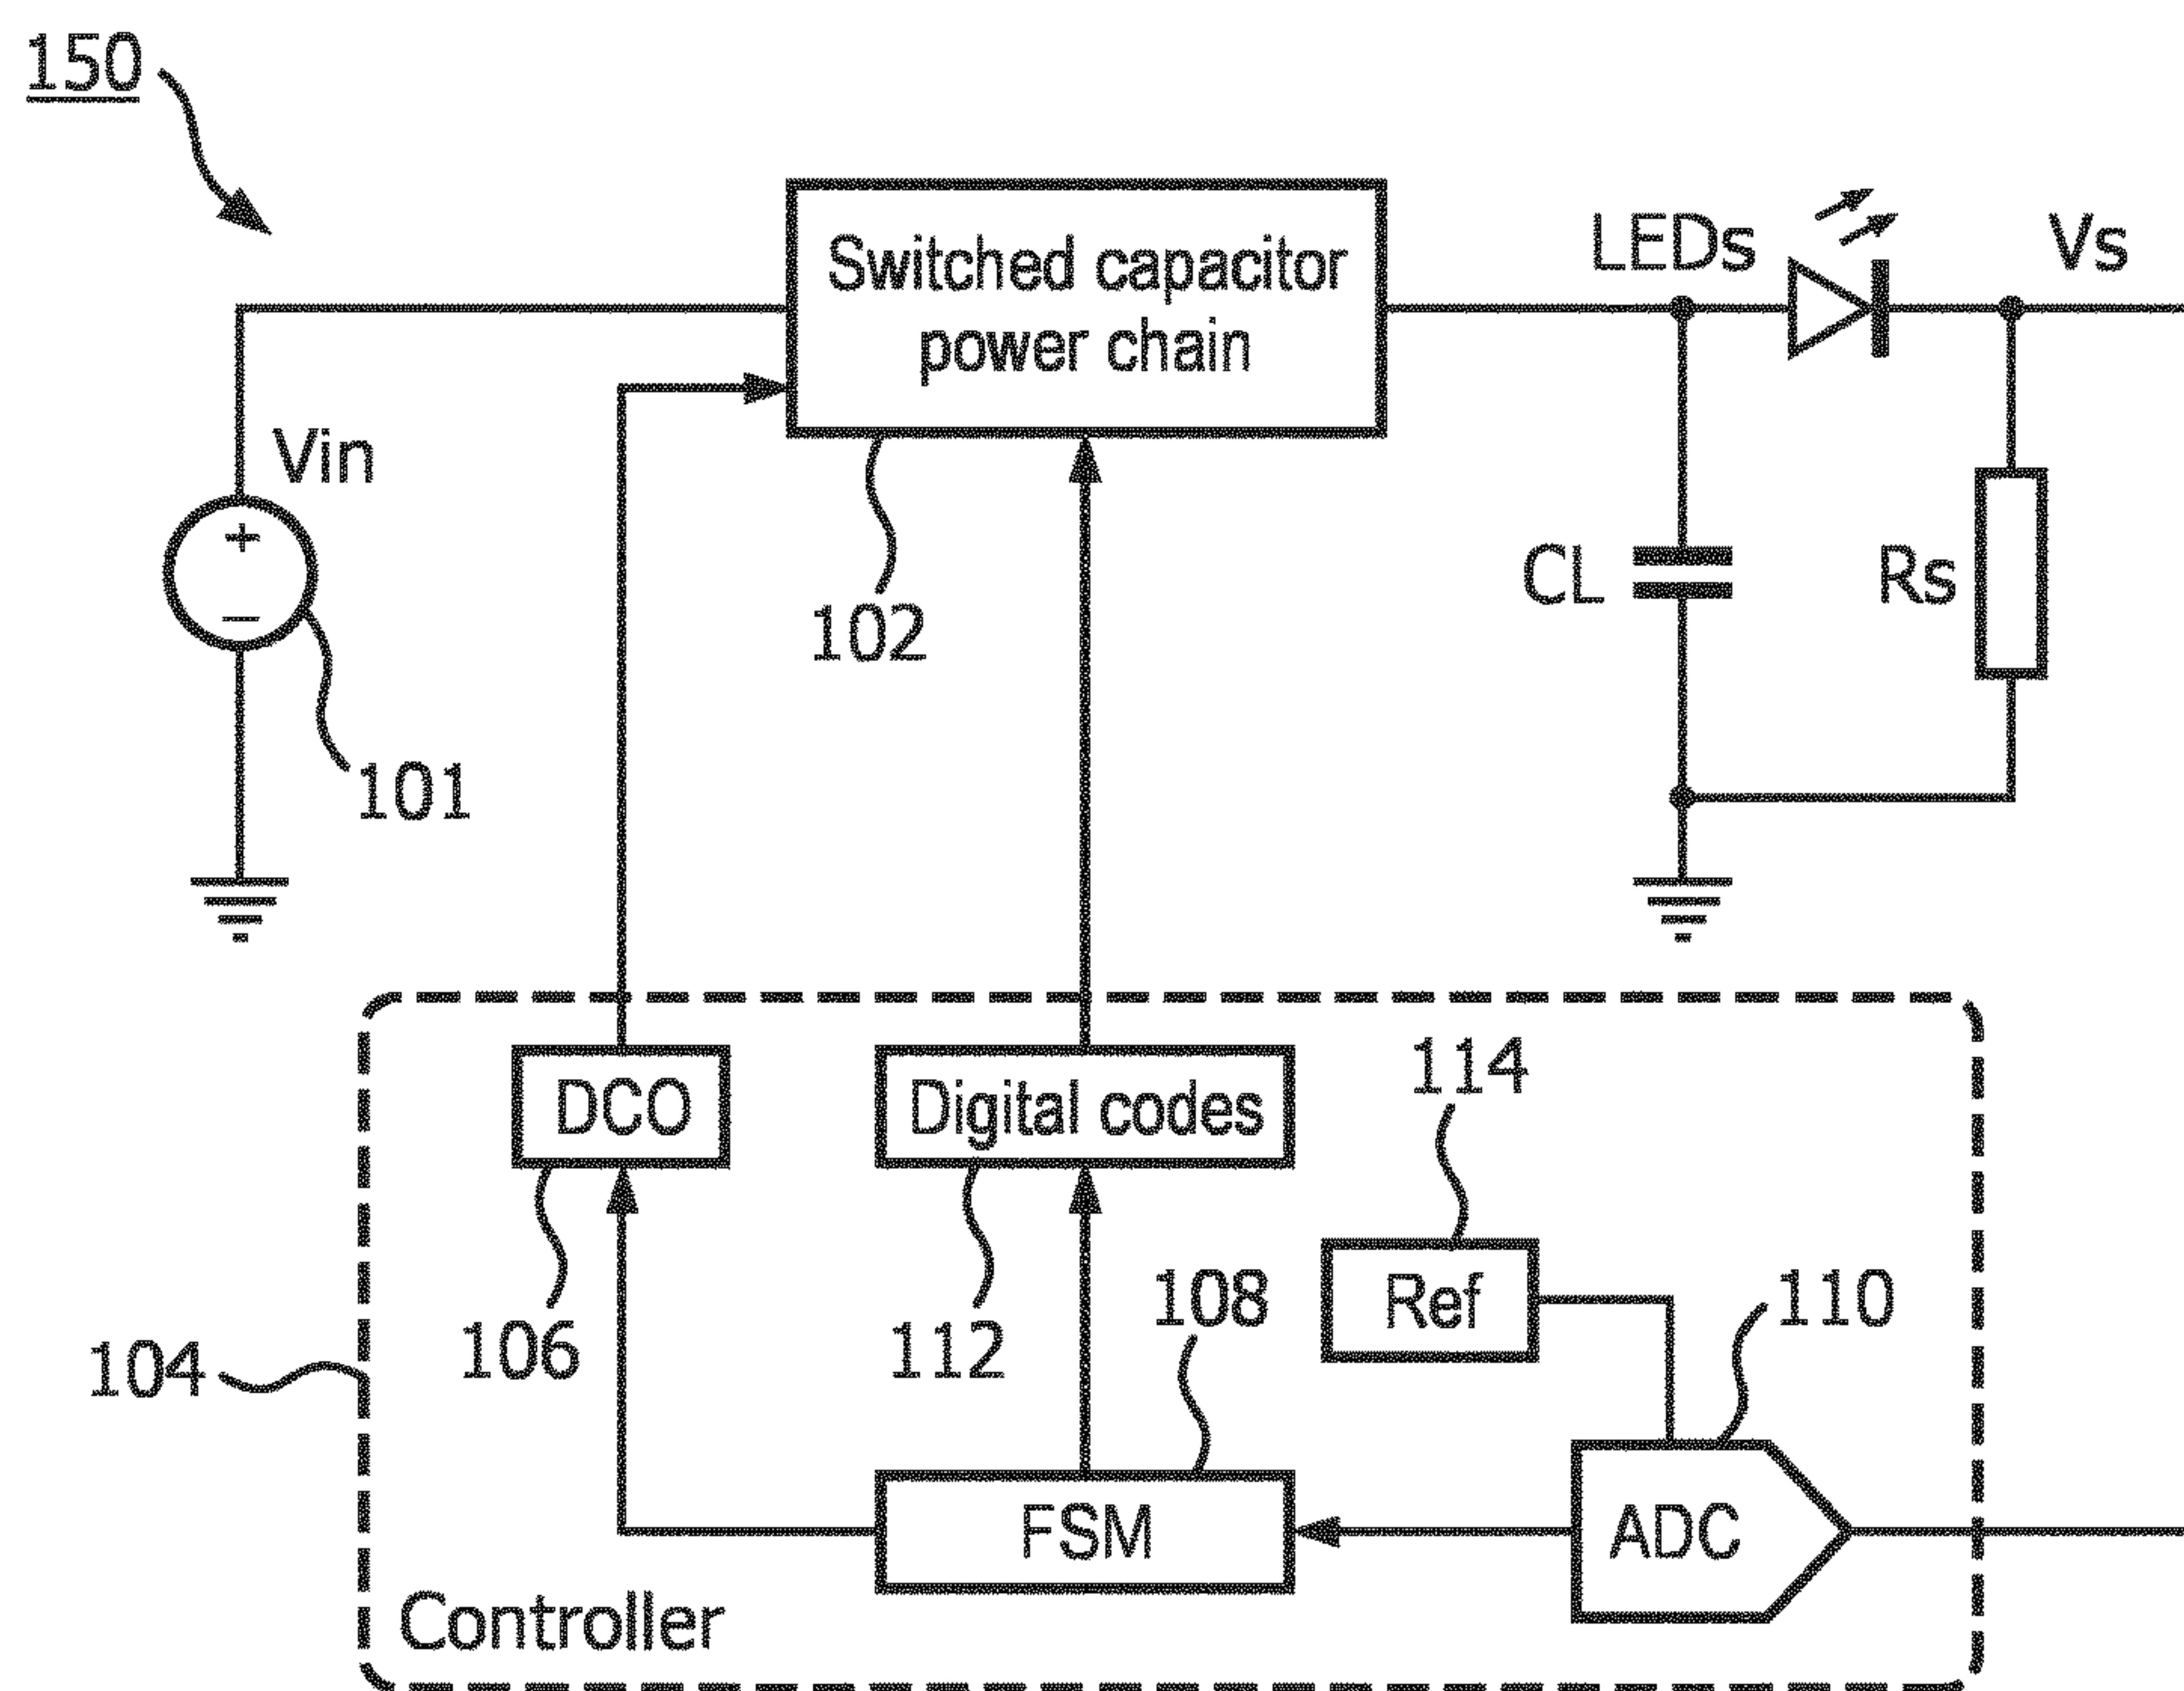 150
Switched capacitor
power chain
LEDs
Vs
Vin
+
−
CL
Rs
102
101
DCO
Digital codes
114
Ref
108
110
106
112
104
FSM
ADC
Controller